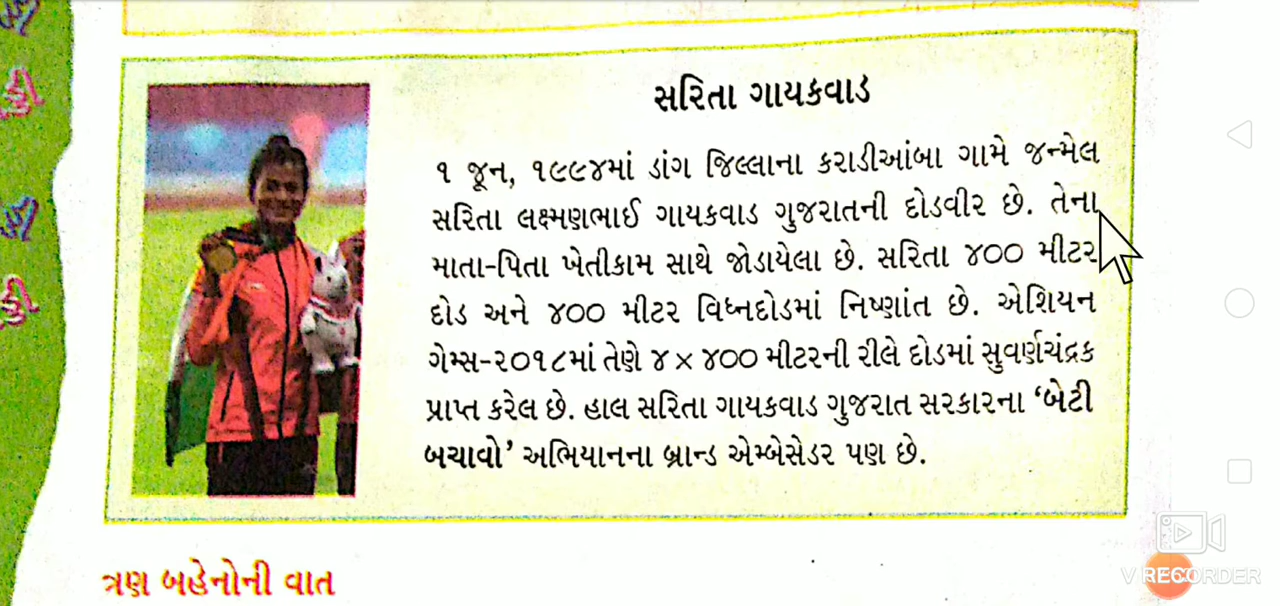 સરિતા ગાયકવાડ
૧ જૂન, ૧૯૯૪માં ડાંગ જિલ્લાના કરાડીઆંબા ગામે જન્મેલ
સરિતા લક્ષ્મણભાઈ ગાયકવાડ ગુજરાતની દોડવીર છે. તેના
માતા-પિતા ખેતીકામ સાથે જોડાયેલા છે. સરિતા ૪૦૦ મીટર
દોડ અને ૪૦૦ મીટર વિઘ્નદોડમાં નિષ્ણાંત છે. એશિયન
ગેમ્સ-૨૦૧૮માં તેણે ૪ × ૪૦૦ મીટરની રીલે દોડમાં સુવર્ણચંદ્રક
પ્રાપ્ત કરેલ છે. હાલ સરિતા ગાયકવાડ ગુજરાત સરકારના ‘બેટી
બચાવો’ અભિયાનના બ્રાન્ડ એમ્બેસેડર પણ છે.
ત્રણ બહેનોની વાત